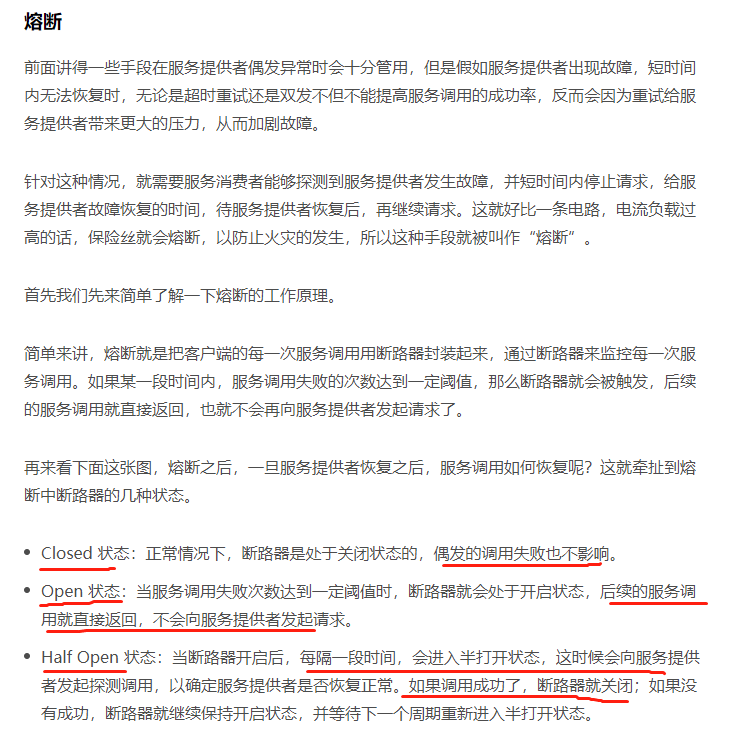 熔断
前面讲得一些手段在服务提供者偶发异常时会十分管用，但是假如服务提供者出现故障，短时间
内无法恢复时，无论是超时重试还是双发不但不能提高服务调用的成功率，反而会因为重试给服
务提供者带来更大的压力，从而加剧故障。
针对这种情况，就需要服务消费者能够探测到服务提供者发生故障，并短时间内停止请求，给服
务提供者故障恢复的时间，待服务提供者恢复后，再继续请求。这就好比一条电路，电流负载过
高的话，保险丝就会熔断，以防止火灾的发生，所以这种手段就被叫作“熔断”。
首先我们先来简单了解一下熔断的工作原理。
简单来讲，熔断就是把客户端的每一次服务调用用断路器封装起来，通过断路器来监控每一次服
务调用。如果某一段时间内，服务调用失败的次数达到一定阈值，那么断路器就会被触发，后续
的服务调用就直接返回，也就不会再向服务提供者发起请求了。
再来看下面这张图，熔断之后，一旦服务提供者恢复之后，服务调用如何恢复呢？这就牵扯到熔
断中断路器的几种状态。
• Closed 状态：正常情况下，断路器是处于关闭状态的，偶发的调用失败也不影响。
• Open 状态：当服务调用失败次数达到一定阈值时，断路器就会处于开启状态，后续的服务调
用就直接返回，不会向服务提供者发起请求。
• Half Open 状态：当断路器开启后，每隔一段时间，会进入半打开状态，这时候会向服务提供
者发起探测调用，以确定服务提供者是否恢复正常。如果调用成功了，断路器就关闭；如果没
有成功，断路器就继续保持开启状态，并等待下一个周期重新进入半打开状态。